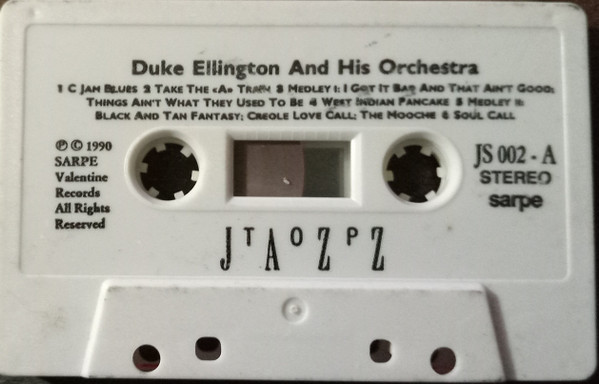 Duke Ellington And His Orchestra
1 C JAM BLUES 2 TAKE THE «A» TRAIN 3 MEDLEY I: I GOT IT BAD AND THAT AIN'T GOOD;
THINGS AIN'T WHAT THEY USED TO BE 4 WEST INDIAN PANCAKE 5 MEDLEY II:
BLACK AND TAN FANTASY; CREOLE LOVE CALL; THE MOOCHE 6 SOUL CALL
℗ © 1990
SARPE
Valentine
Records
All Rights
Reserved
JS 002 - A
STEREO
sarpe
JTAOZPZ